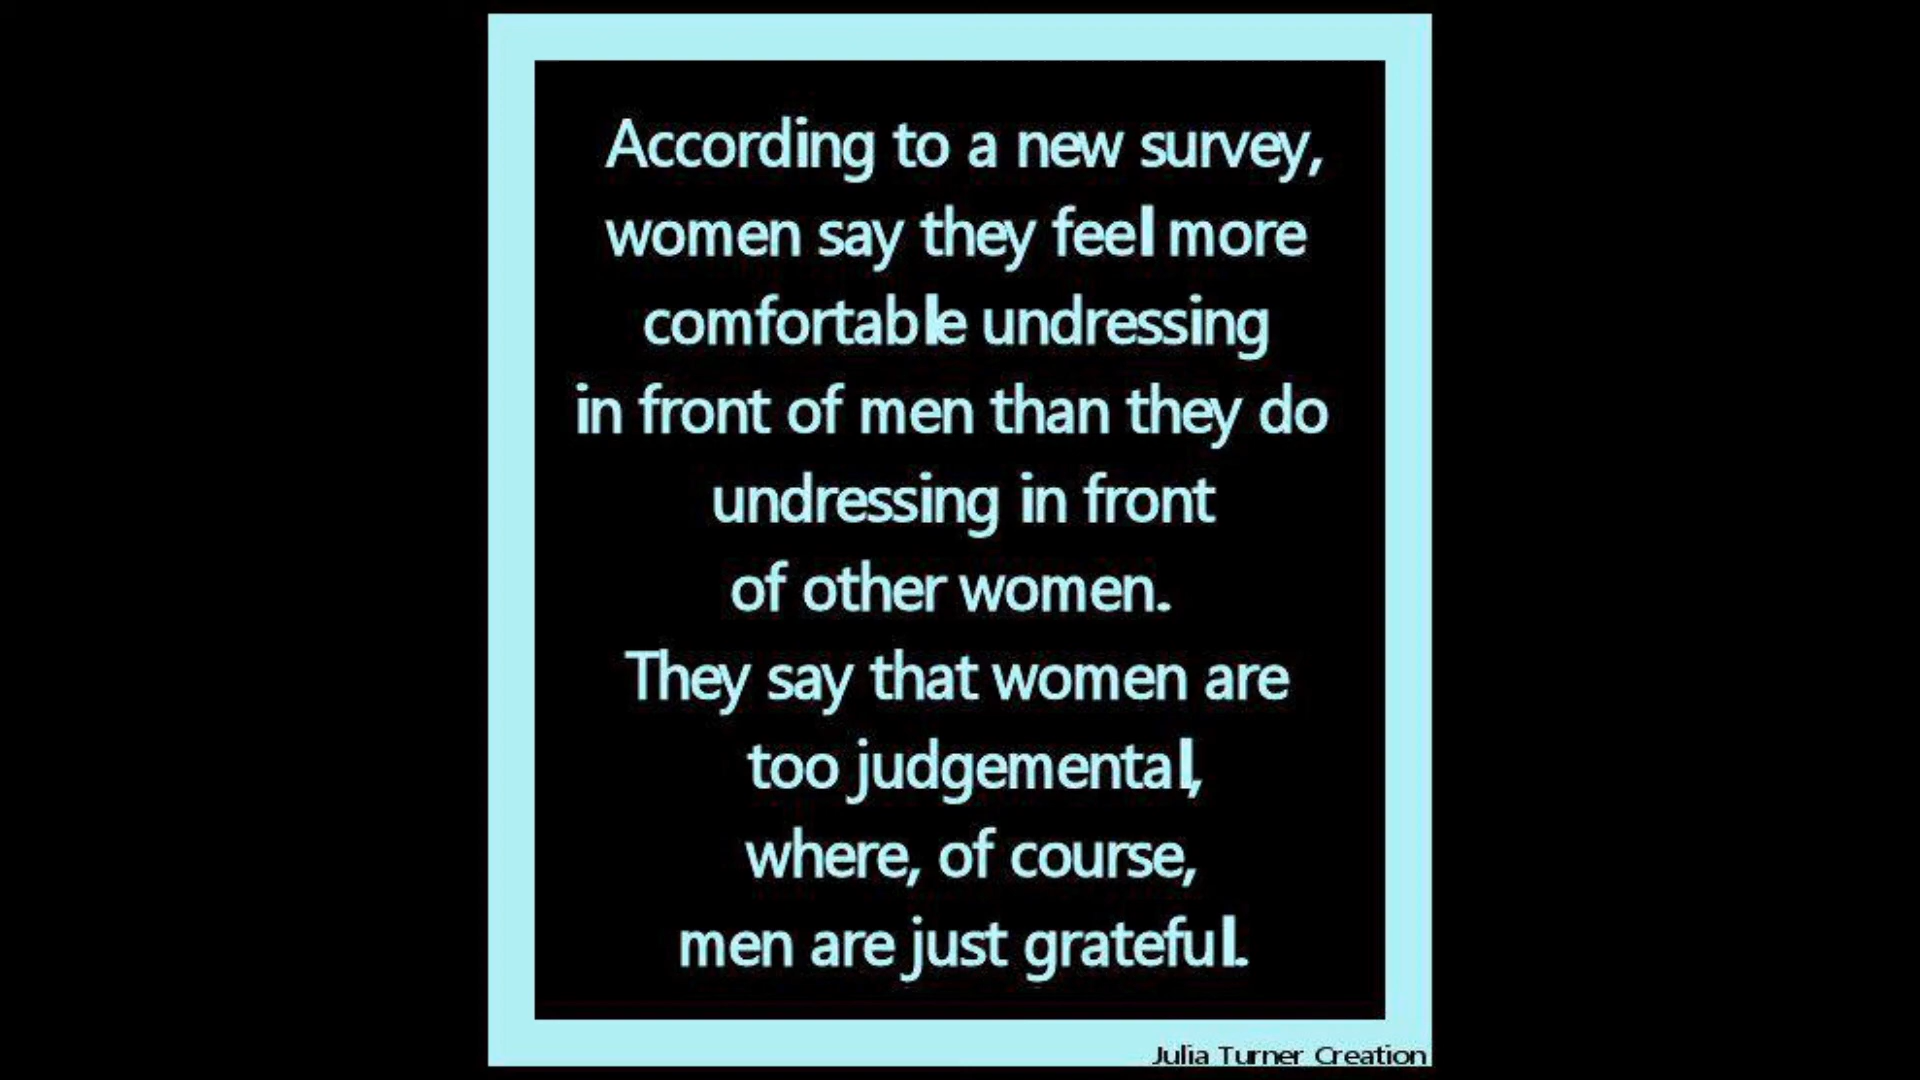 According to a new survey,
women say they feel more
comfortable undressing
in front of men than they do
undressing in front
of other women.
They say that women are
too judgemental,
where, of course,
men are just grateful.
Julia Turner Creation